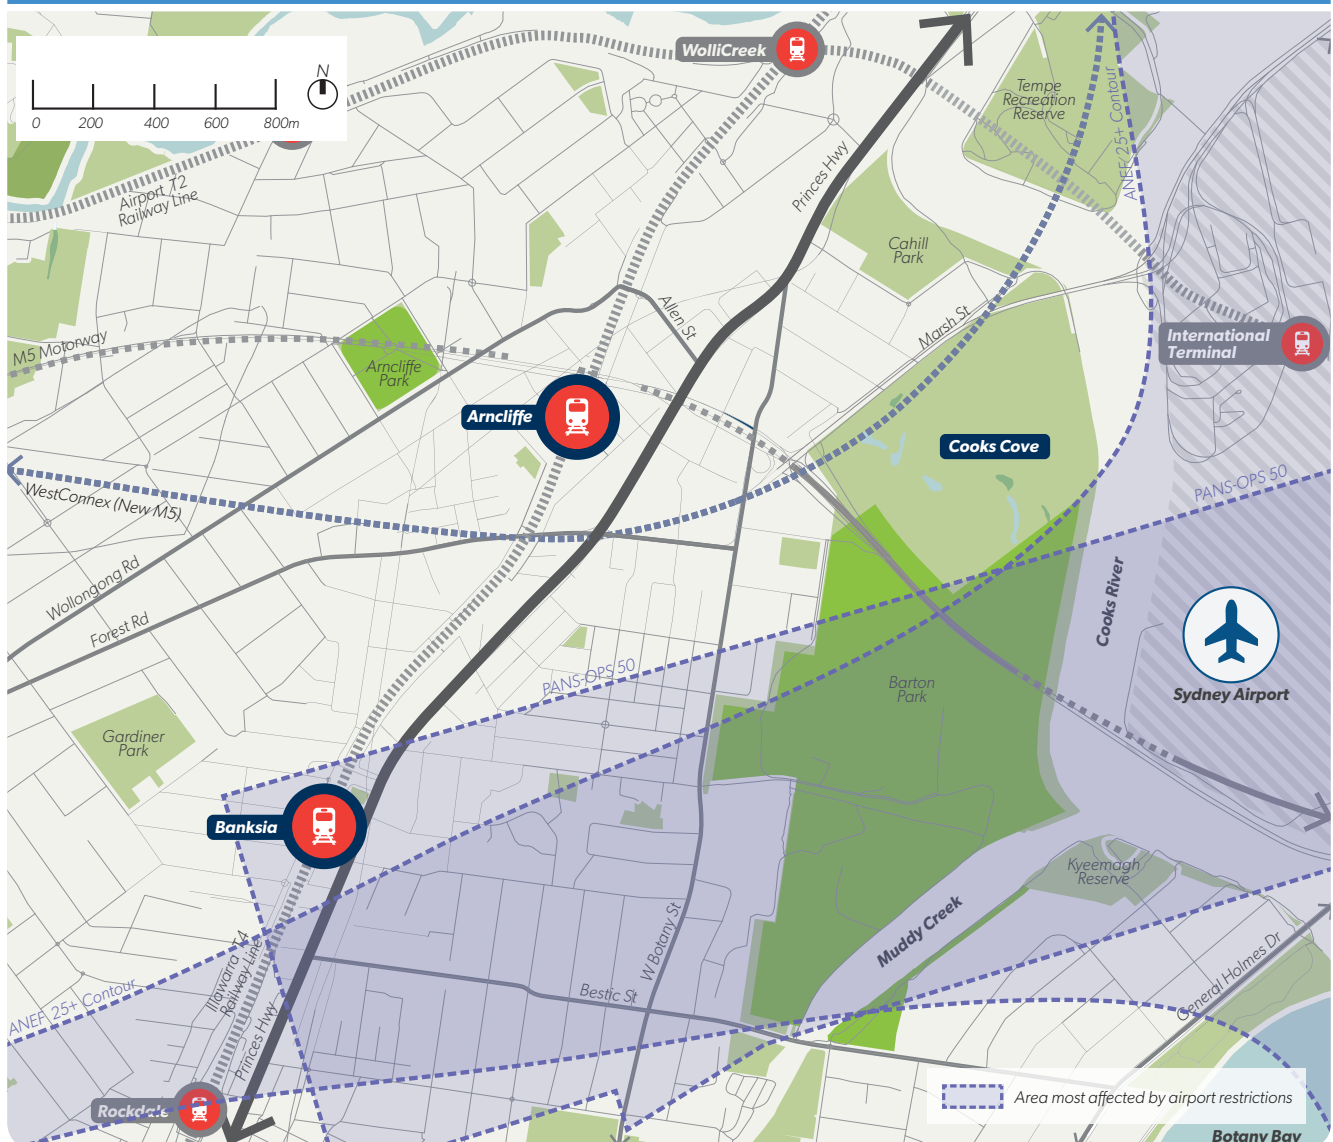 WolliCreek
N
0 200 400 600 800m
Tempe
Recreation
Reserve
ANEF 25+ Contour
Airport T2
Railway Line
Princes Hwy
Cahill
Park
Allen St
Marsh St
International
Terminal
M5 Motorway
Arncliffe
Park
Arncliffe
Cooks Cove
PANS-OPS 50
WestConnex (New M5)
Wollongong Rd
Forest Rd
Cooks River
PANS-OPS 50
Barton
Park
Sydney Airport
Gardiner
Park
Banksia
Kyeemagh
Reserve
Muddy Creek
W Botany St
General Holmes Dr
Illawarra T4
Railway Line
ANEF 25+ Contour
Bestic St
Princes Hwy
Rockdale
Area most affected by airport restrictions
Botany Bay